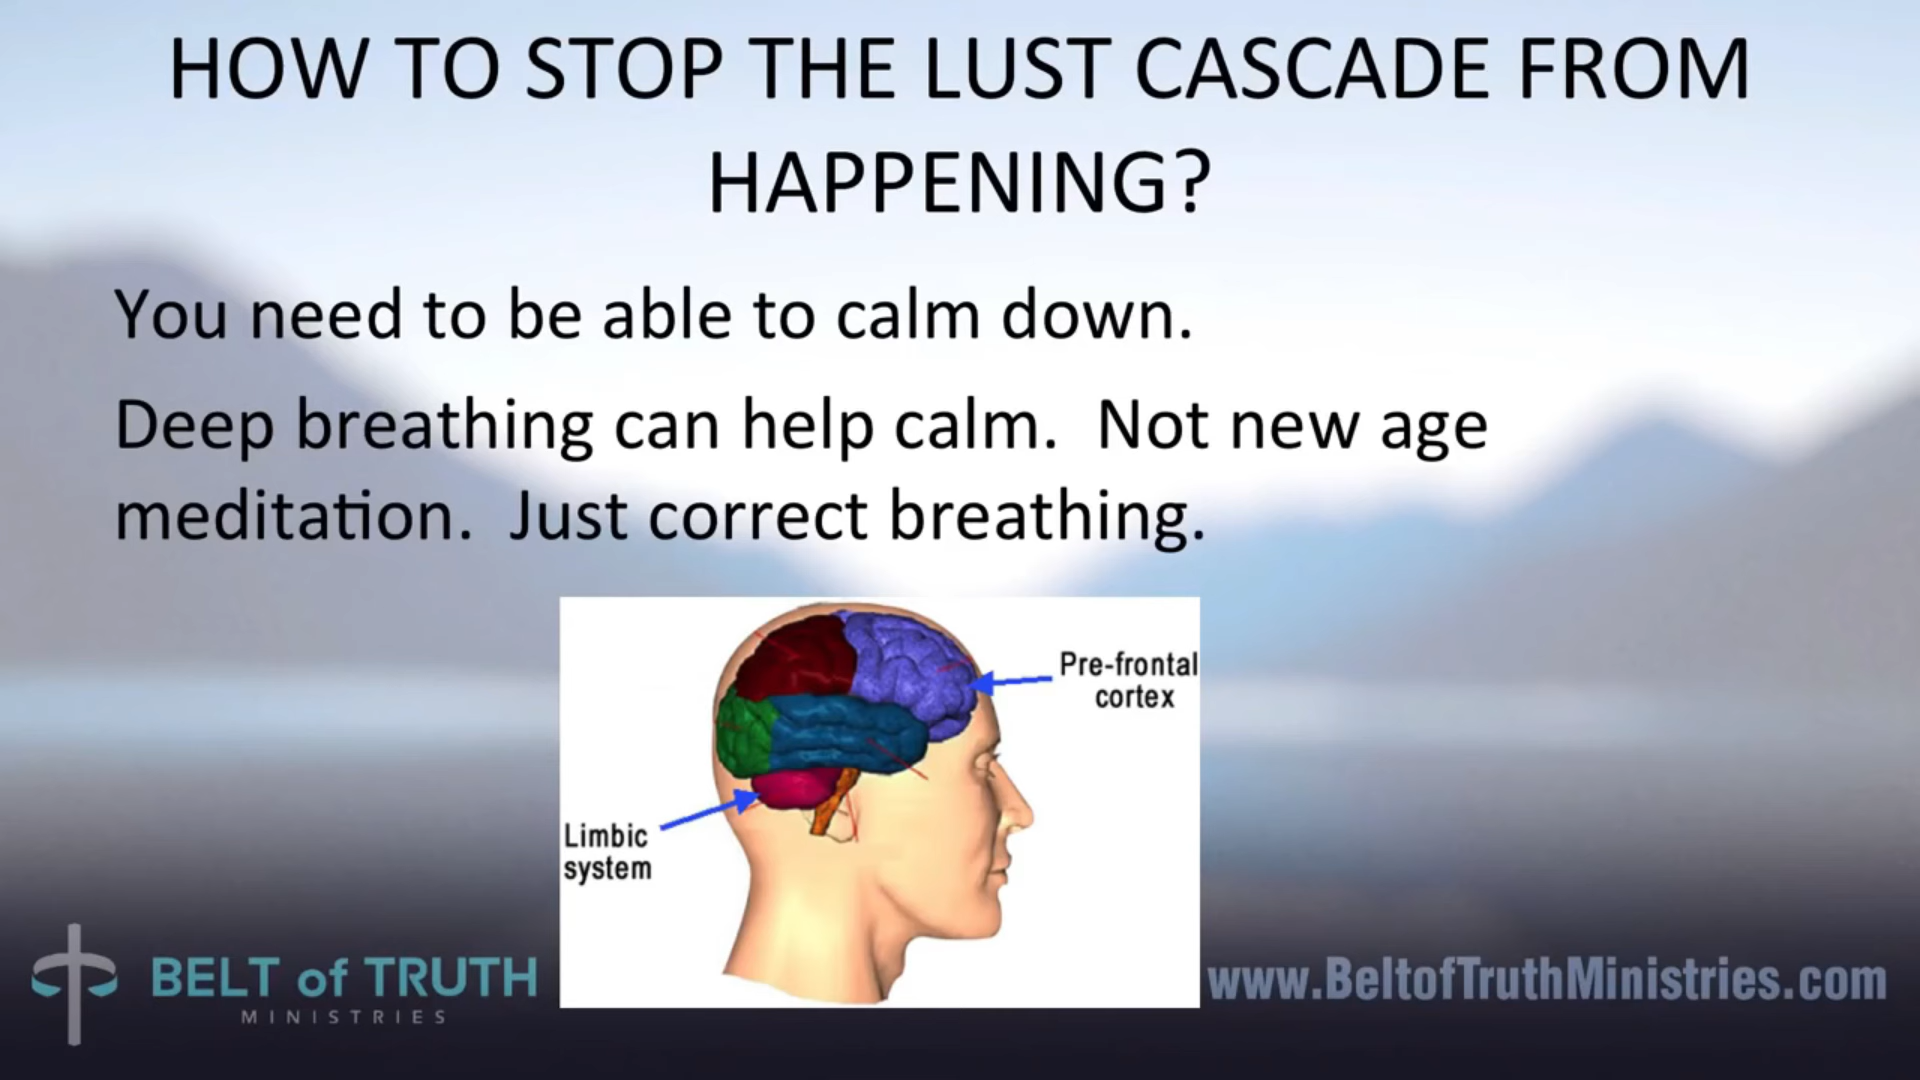 HOW TO STOP THE LUST CASCADE FROM
HAPPENING?
You need to be able to calm down.
Deep breathing can help calm.  Not new age
meditation.  Just correct breathing.
Pre-frontal
cortex
Limbic
system
BELT of TRUTH
MINISTRIES
www.BeltofTruthMinistries.com